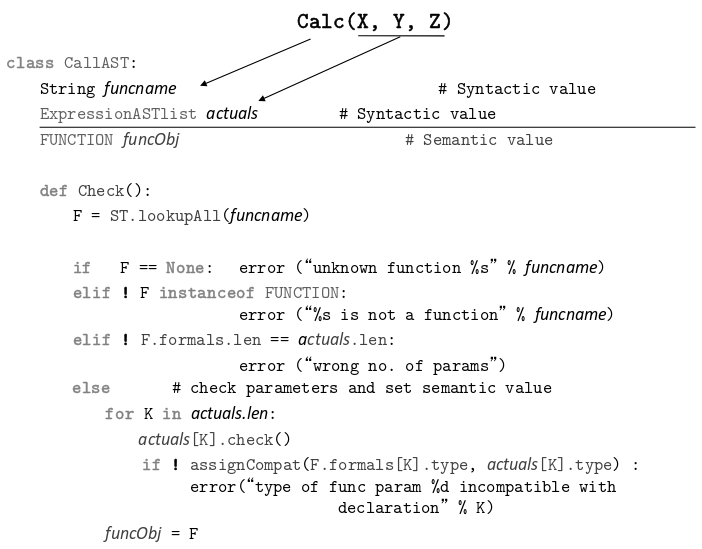 Calc(X, Y, Z)
class CallAST:
String funcname # Syntactic value
ExpressionASTlist actuals # Syntactic value
FUNCTION funcObj # Semantic value
def Check():
F = ST.lookupAll(funcname)
if F == None: error (“unknown function %s” % funcname)
elif ! F instanceof FUNCTION:
error (“%s is not a function” % funcname)
elif ! F.formals.len == actuals.len:
error (“wrong no. of params”)
else # check parameters and set semantic value
for K in actuals.len:
actuals[K].check()
if ! assignCompat(F.formals[K].type, actuals[K].type) :
error(“type of func param %d incompatible with
declaration” % K)
funcObj = F